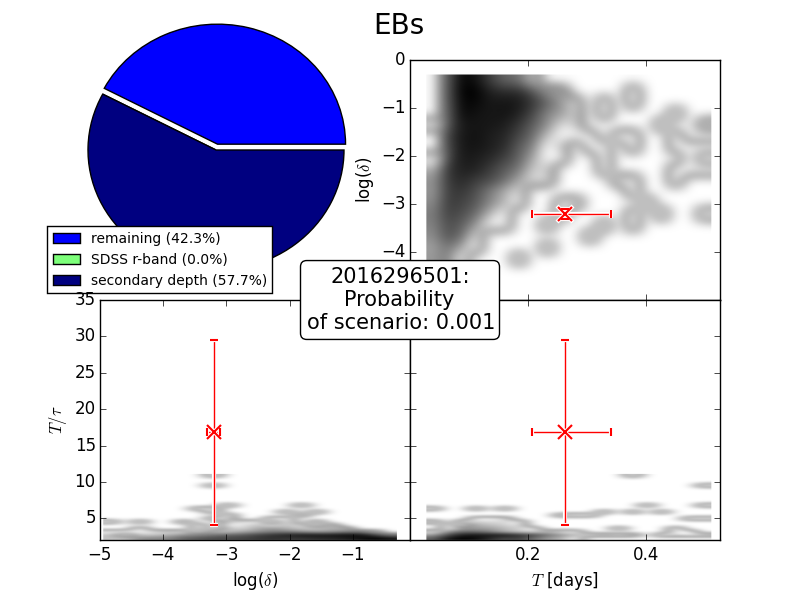 EBs
remaining (42.3%)
SDSS r-band (0.0%)
secondary depth (57.7%)
0
−1
−2
−3
−4
log(δ)
2016296501:
Probability
of scenario: 0.001
35
30
25
20
15
10
5
T/τ
−5 −4 −3 −2 −1
log(δ)
0.2 0.4
T [days]